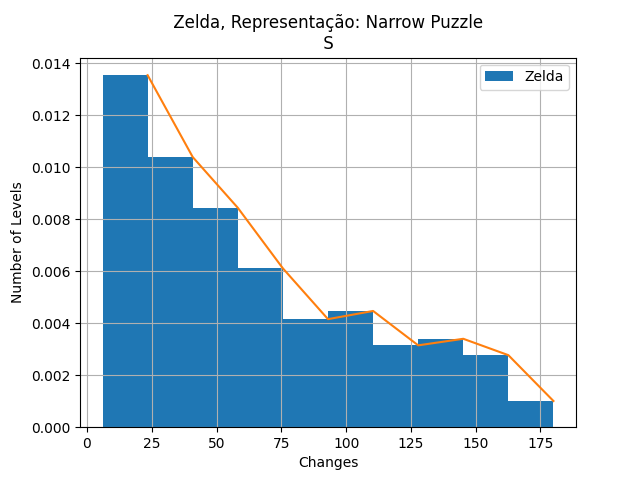 Zelda, Representação: Narrow Puzzle
S
Zelda
0.014
0.012
0.010
0.008
0.006
0.004
0.002
0.000
Number of Levels
0 25 50 75 100 125 150 175
Changes